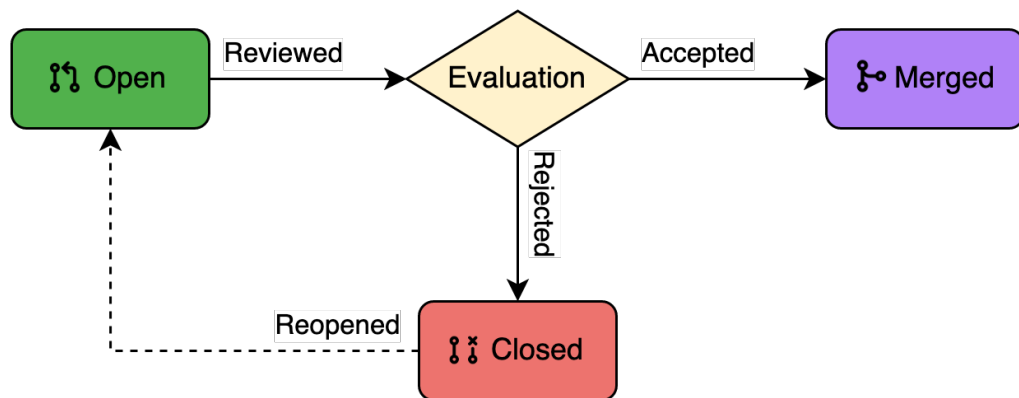 Open
Reviewed
Evaluation
Accepted
Merged
Rejected
Reopened
Closed